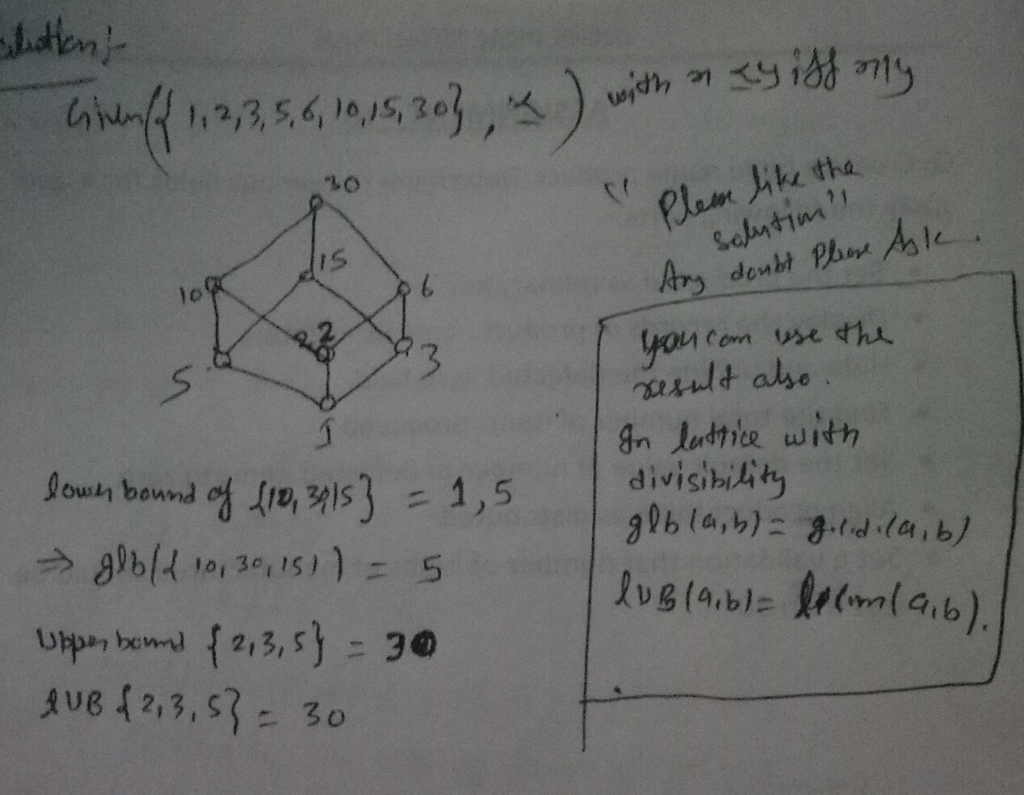 Solution:-
Given ({1,2,3,5,6,10,15,30}, ≤) with x ≤ y iff x|y
30
15
10
6
2 2
5
3
1
"Please like the
solution"
Any doubt Please Ask.
you can use the
result also.
In lattice with
divisibility
glb(a,b) = g.c.d.(a,b)
LUB(a,b) = lcm(a,b).
lower bound of {10,30,15} = 1,5
⇒ glb({10,30,15}) = 5
Upper bound {2,3,5} = 30
LUB {2,3,5} = 30